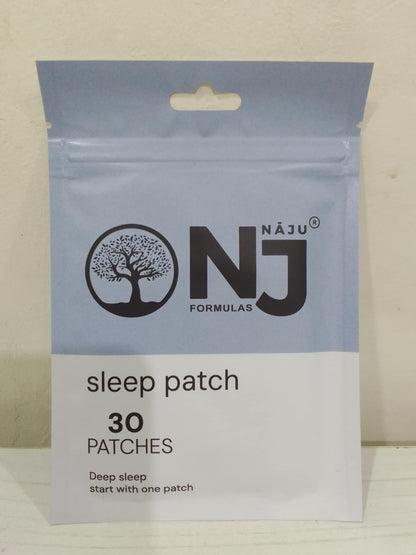 NĀJU®
NJ
FORMULAS
sleep patch
30
PATCHES
Deep sleep
start with one patch